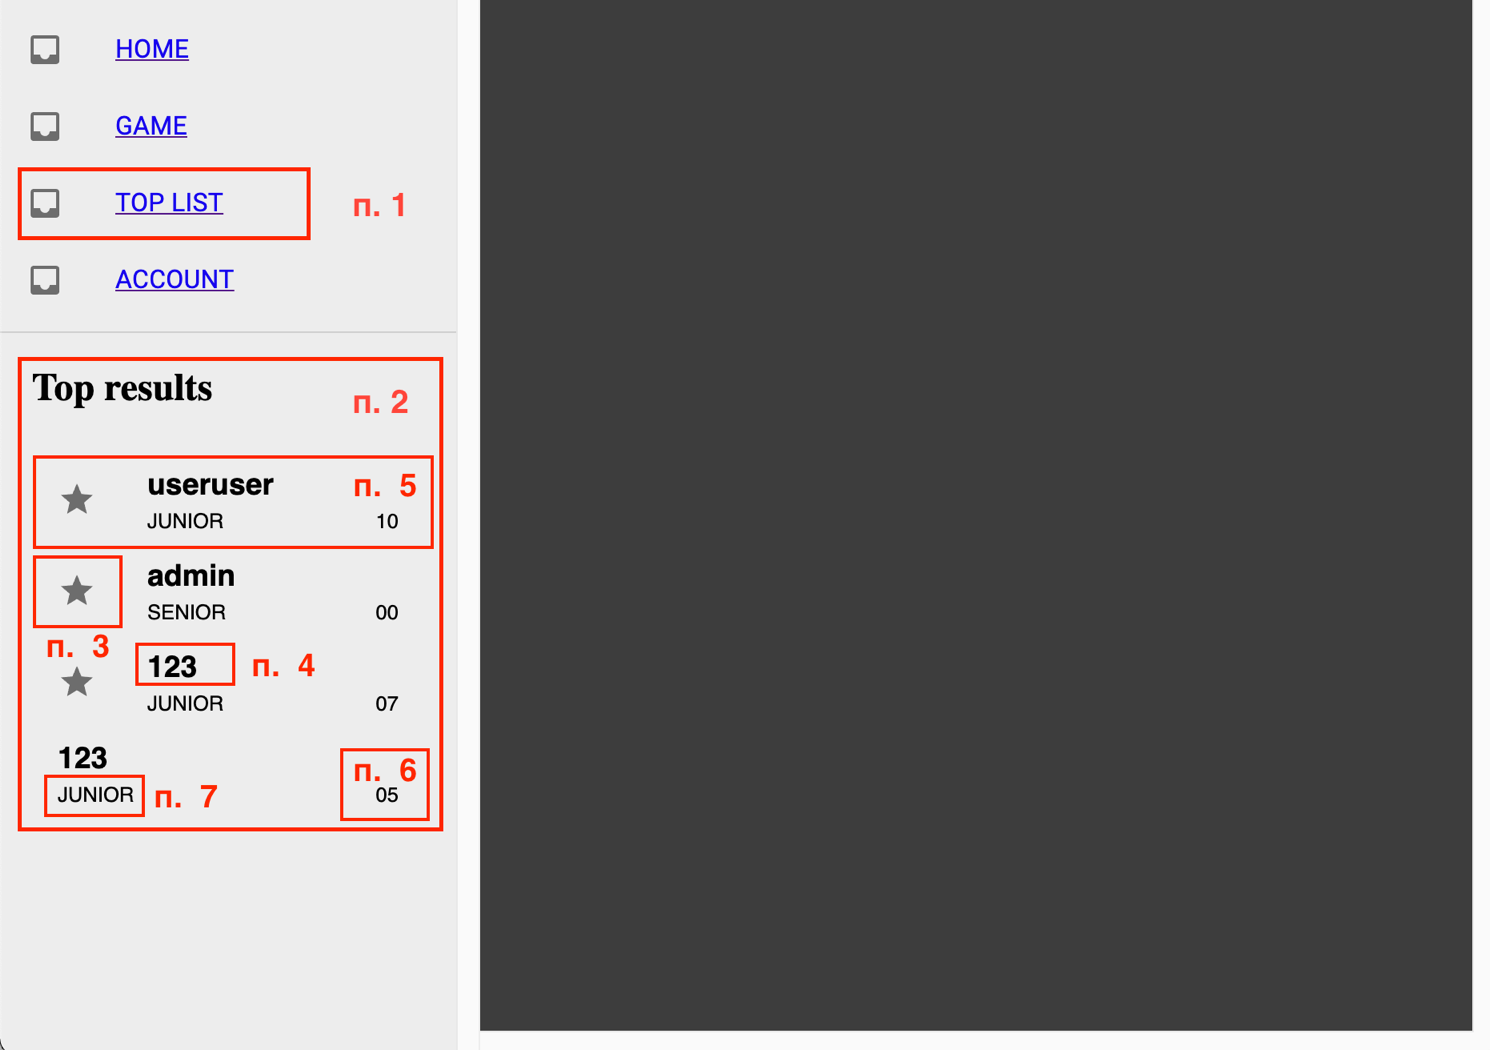 HOME
GAME
TOP LIST п. 1
ACCOUNT
Top results
п. 2
useruser п. 5
JUNIOR 10
admin
SENIOR 00
п. 3
123 п. 4
JUNIOR 07
123
п. 6
JUNIOR п. 7 05